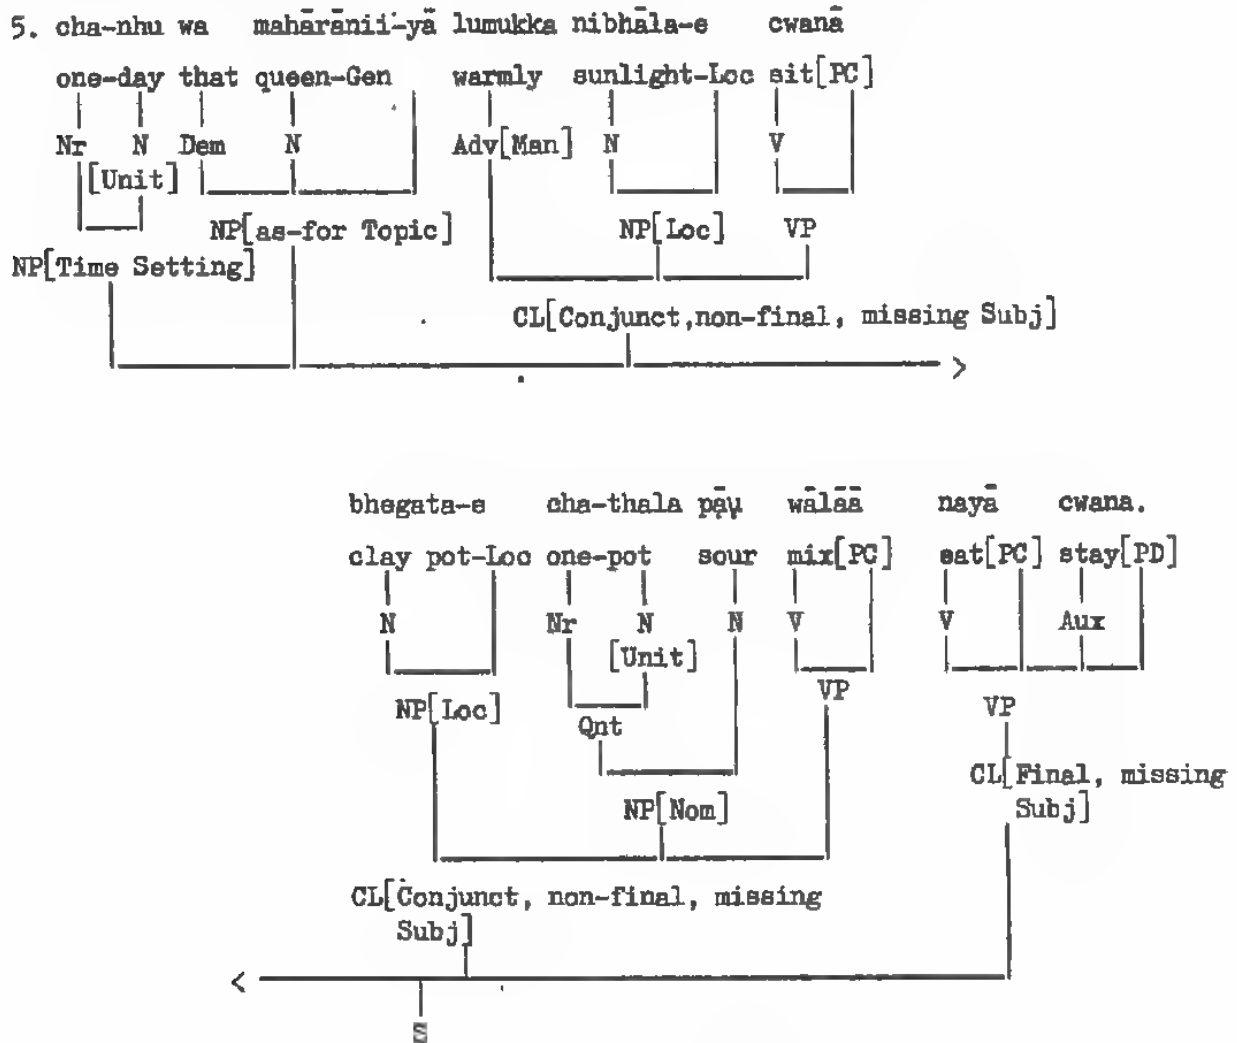 5. cha-nhu wa mahārānii-yā lumukka nibhāla-e cwanā
one-day that queen-Gen warmly sunlight-Loc sit[PC]
Nr N Dem N Adv[Man] N V
[Unit]
NP[as-for Topic] NP[Loc] VP
NP[Time Setting]
CL[Conjunct,non-final, missing Subj]
>
bhegata-e cha-thala pāṳ wālāā nayā cwana.
clay pot-Loc one-pot sour mix[PC] eat[PC] stay[PD]
N Nr N N V V Aux
[Unit]
NP[Loc] VP VP
Qnt
CL[Final, missing
NP[Nom] Subj]
CL[Conjunct, non-final, missing
Subj]
<
S